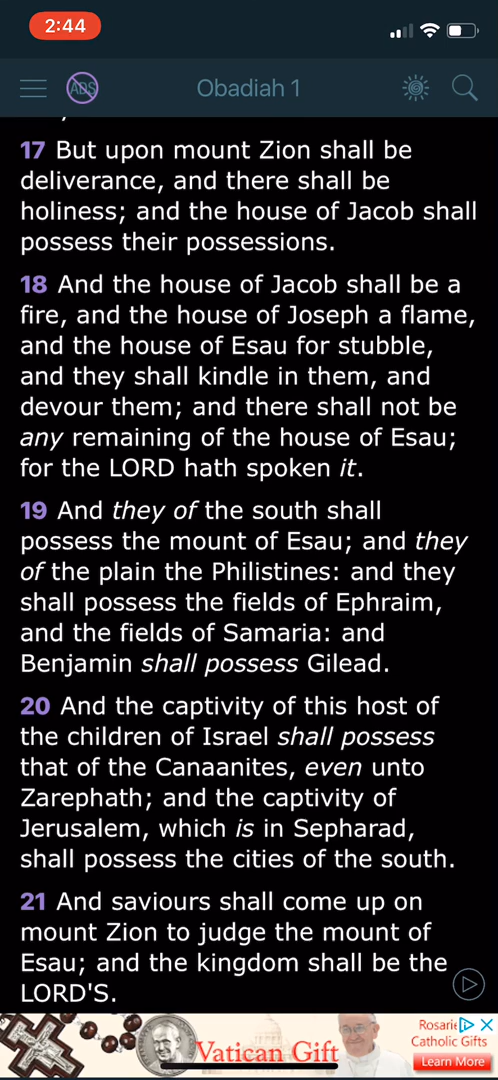 2:44
ADS
Obadiah 1
17 But upon mount Zion shall be
deliverance, and there shall be
holiness; and the house of Jacob shall
possess their possessions.
18 And the house of Jacob shall be a
fire, and the house of Joseph a flame,
and the house of Esau for stubble,
and they shall kindle in them, and
devour them; and there shall not be
any remaining of the house of Esau;
for the LORD hath spoken it.
19 And they of the south shall
possess the mount of Esau; and they
of the plain the Philistines: and they
shall possess the fields of Ephraim,
and the fields of Samaria: and
Benjamin shall possess Gilead.
20 And the captivity of this host of
the children of Israel shall possess
that of the Canaanites, even unto
Zarephath; and the captivity of
Jerusalem, which is in Sepharad,
shall possess the cities of the south.
21 And saviours shall come up on
mount Zion to judge the mount of
Esau; and the kingdom shall be the
LORD'S.
Vatican Gift
Catholic Gifts
Learn More